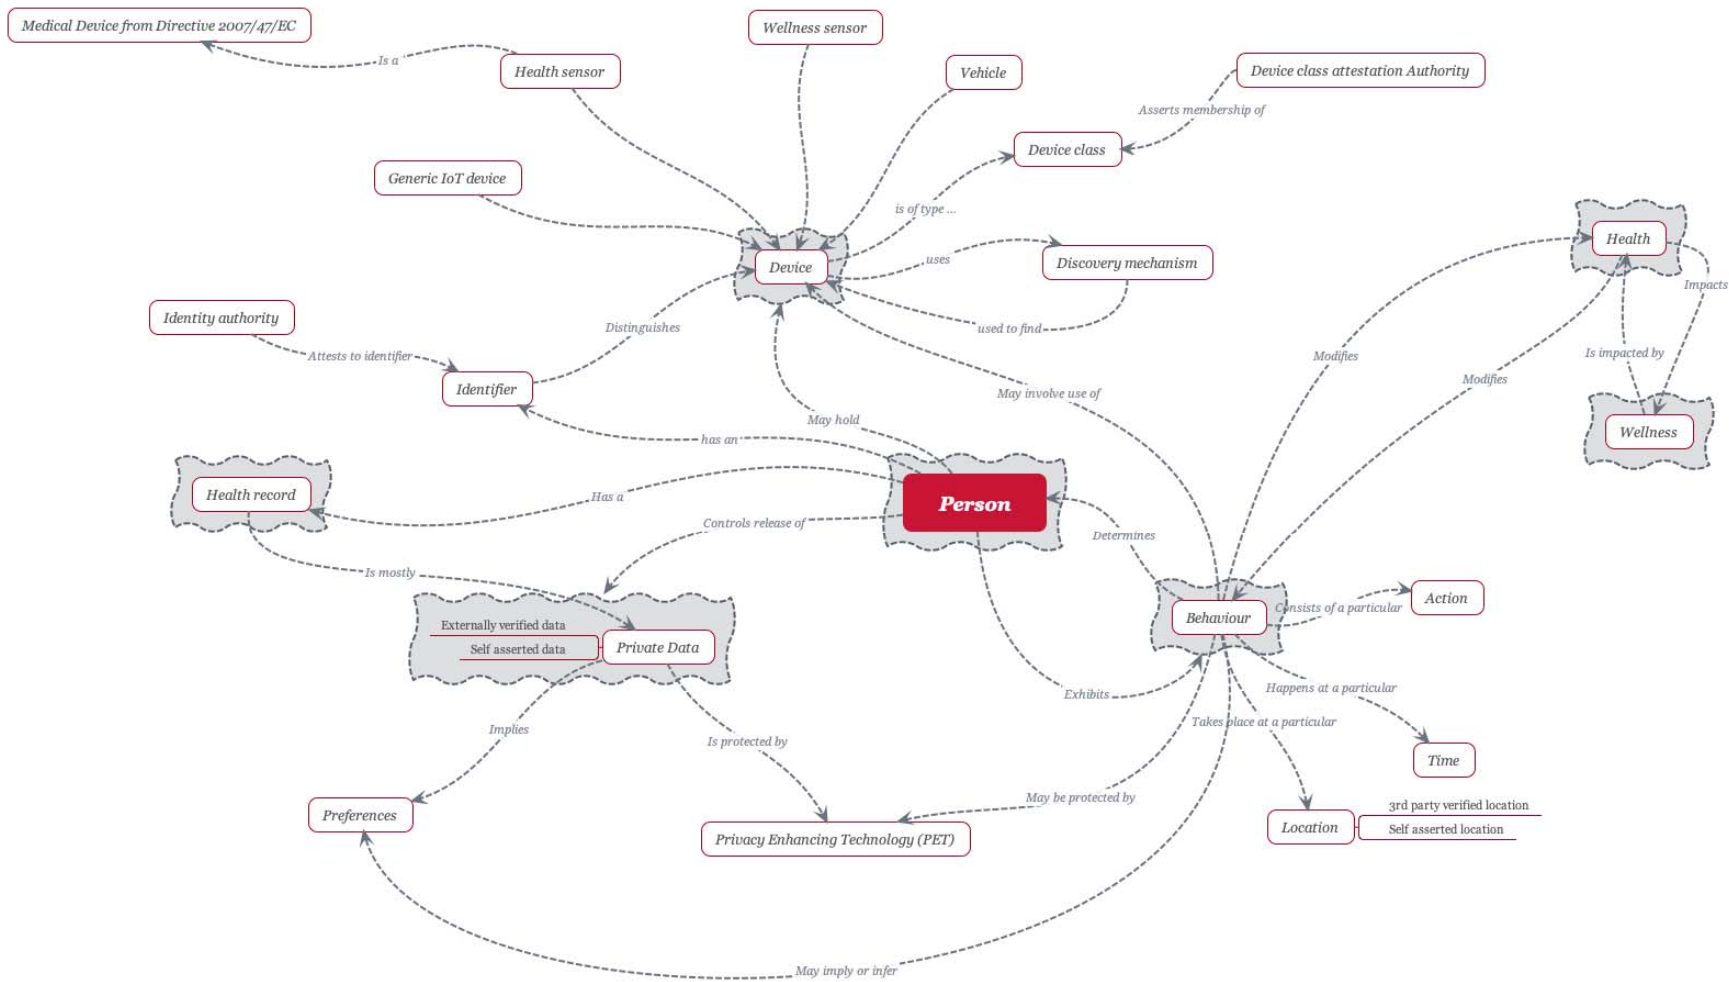 Medical Device from Directive 2007/47/EC
Wellness sensor
Is a
Health sensor
Vehicle
Device class attestation Authority
Asserts membership of
Device class
Generic IoT device
is of type ...
Health
Device
uses
Discovery mechanism
Impacts
Identity authority
Distinguishes
used to find
Attests to identifier
Modifies
Is impacted by
Identifier
May involve use of
Modifies
May hold
has an
Wellness
Health record
Has a
Person
Controls release of
Determines
Is mostly
Externally verified data
Self asserted data
Private Data
Behaviour
Consists of a particular
Action
Exhibits
Happens at a particular
Implies
Is protected by
Takes place at a particular
Time
May be protected by
Preferences
Privacy Enhancing Technology (PET)
Location
3rd party verified location
Self asserted location
May imply or infer